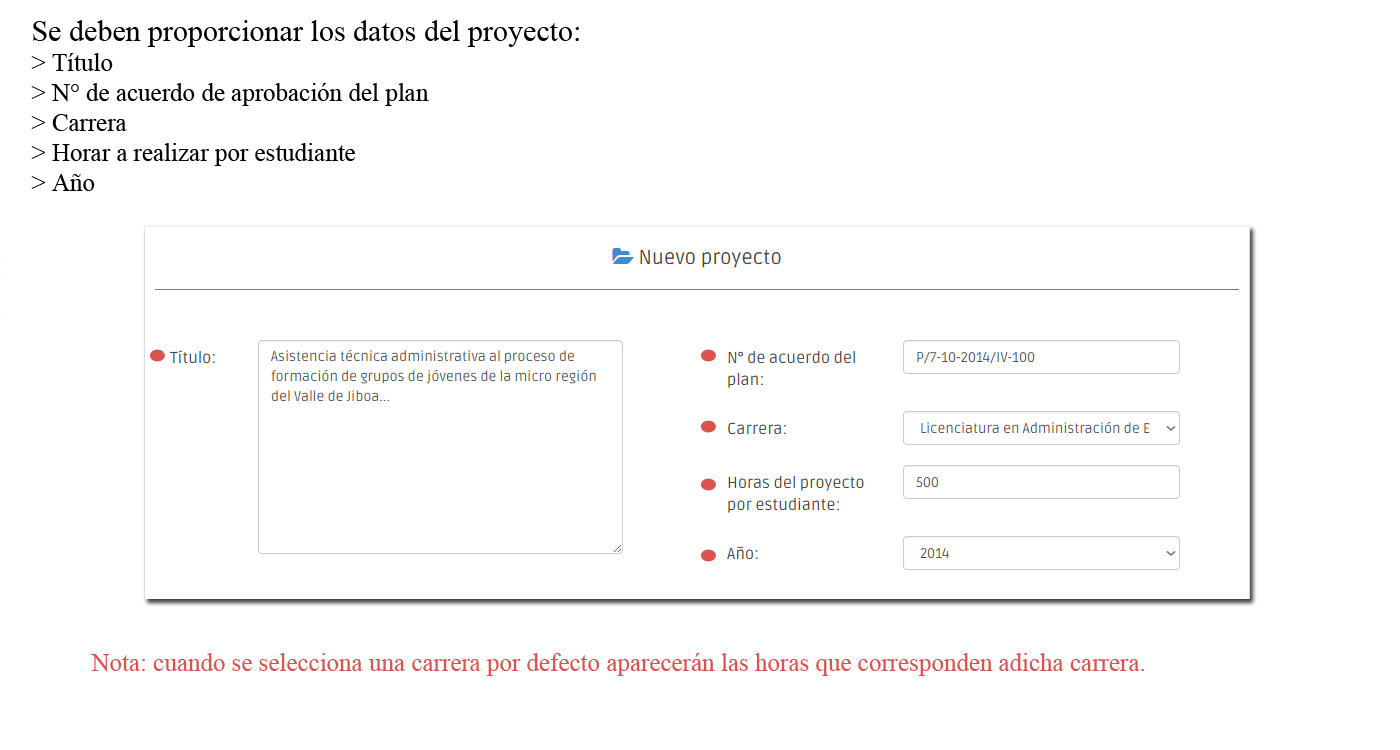 Se deben proporcionar los datos del proyecto:
> Título
> N° de acuerdo de aprobación del plan
> Carrera
> Horar a realizar por estudiante
> Año
Nuevo proyecto
Título:
Asistencia técnica administrativa al proceso de
formación de grupos de jóvenes de la micro región
del Valle de Jiboa...
N° de acuerdo del
plan:
P/7-10-2014/IV-100
Carrera:
Licenciatura en Administración de E
Horas del proyecto
por estudiante:
500
Año:
2014
Nota: cuando se selecciona una carrera por defecto aparecerán las horas que corresponden adicha carrera.